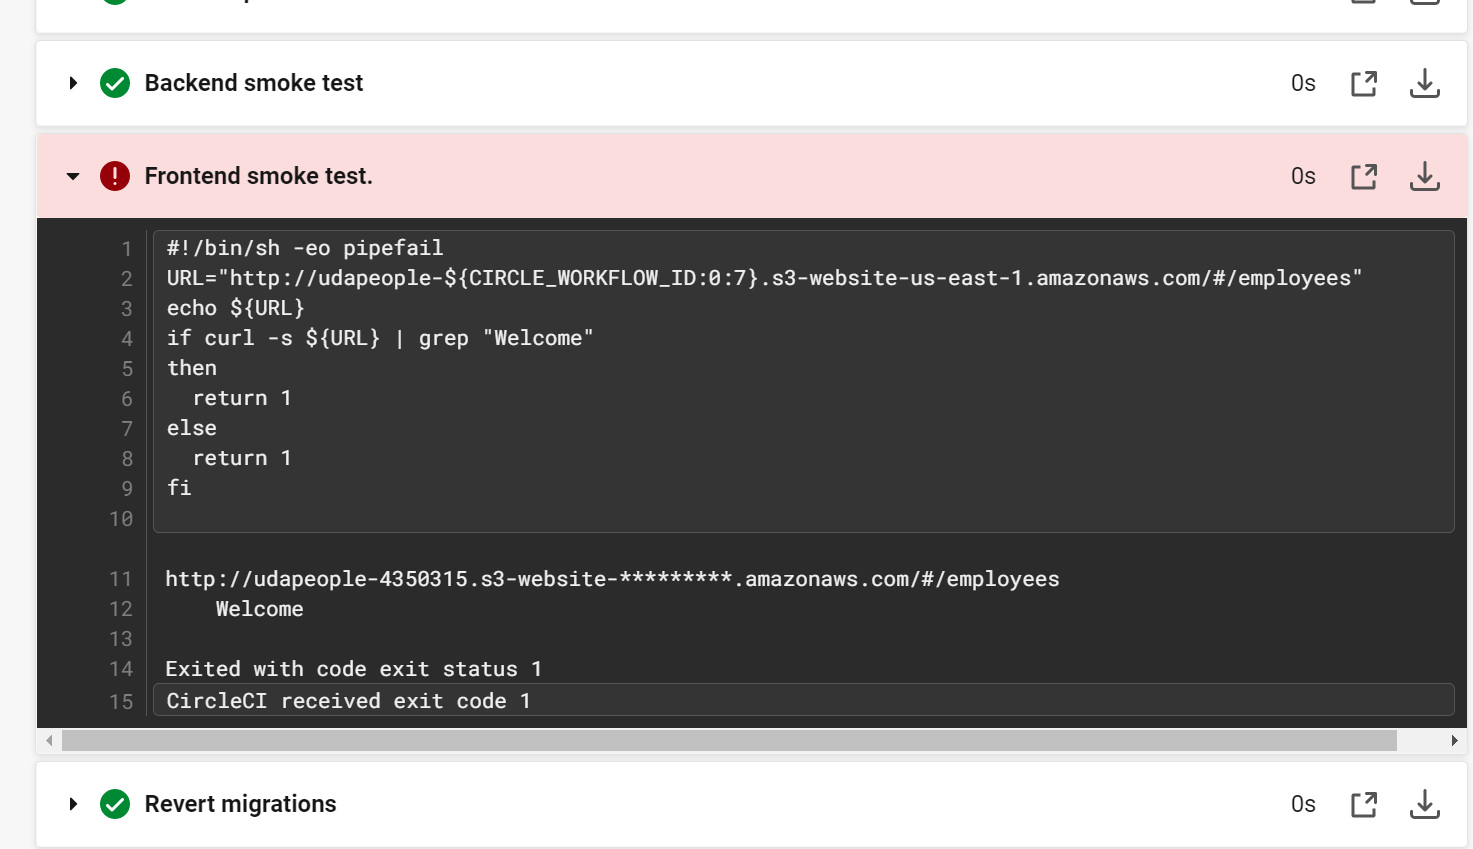 Backend smoke test 0s
Frontend smoke test. 0s
1 #!/bin/sh -eo pipefail
2 URL="http://udapeople-${CIRCLE_WORKFLOW_ID:0:7}.s3-website-us-east-1.amazonaws.com/#/employees"
3 echo ${URL}
4 if curl -s ${URL} | grep "Welcome"
5 then
6   return 1
7 else
8   return 1
9 fi
10
11 http://udapeople-4350315.s3-website-*********.amazonaws.com/#/employees
12     Welcome
13
14 Exited with code exit status 1
15 CircleCI received exit code 1
Revert migrations 0s